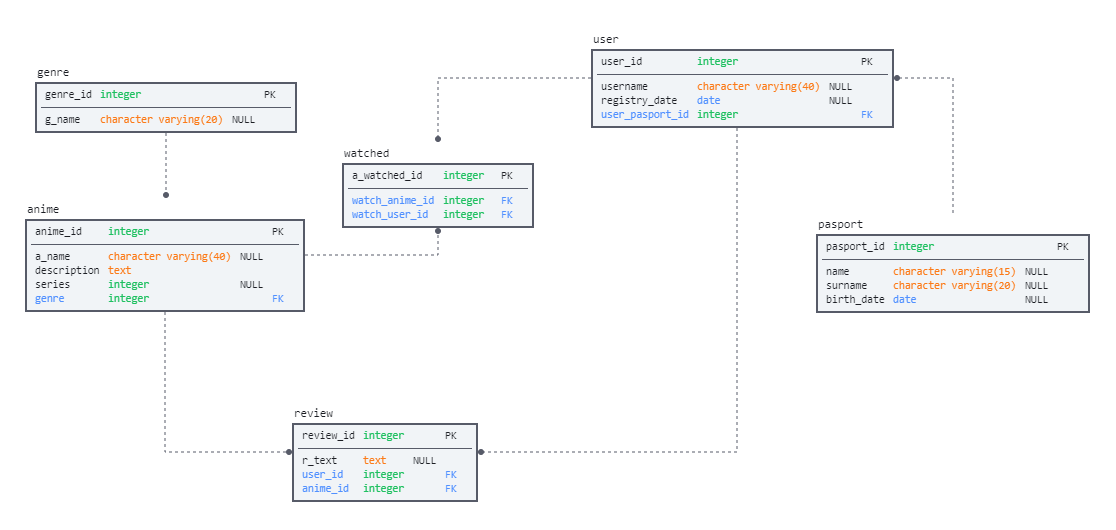 user
user_id integer PK
username character varying(40) NULL
registry_date date NULL
user_pasport_id integer FK
genre
genre_id integer PK
g_name character varying(20) NULL
watched
a_watched_id integer PK
watch_anime_id integer FK
watch_user_id integer FK
anime
anime_id integer PK
a_name character varying(40) NULL
description text
series integer NULL
genre integer FK
pasport
pasport_id integer PK
name character varying(15) NULL
surname character varying(20) NULL
birth_date date NULL
review
review_id integer PK
r_text text NULL
user_id integer FK
anime_id integer FK